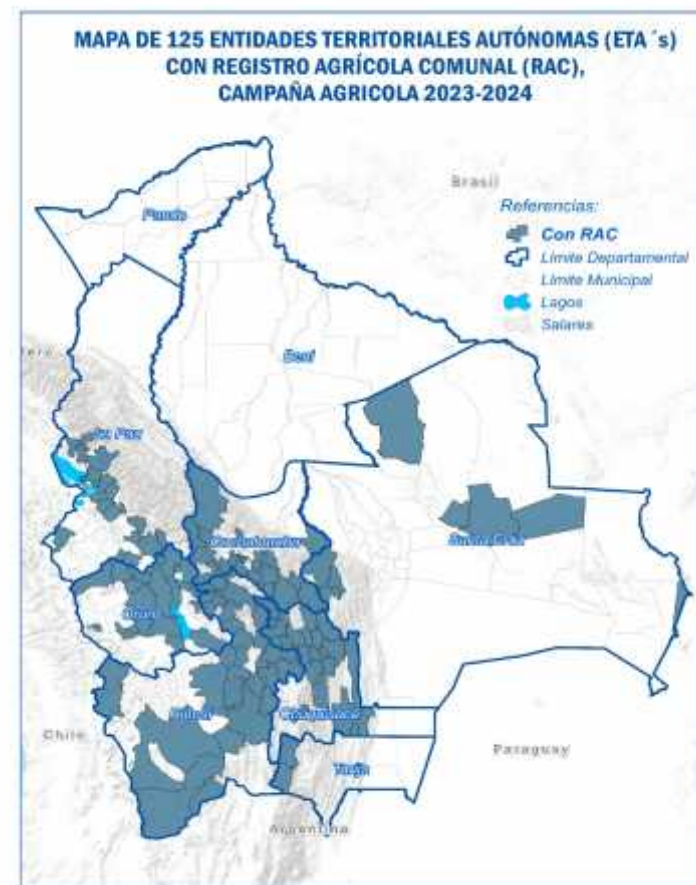 MAPA DE 125 ENTIDADES TERRITORIALES AUTÓNOMAS (ETA ´s)
CON REGISTRO AGRÍCOLA COMUNAL (RAC),
CAMPAÑA AGRICOLA 2023-2024
Brasil
Referencias:
Con RAC
Límite Departamental
Límite Municipal
Lagos
Salares
Pando
Beni
La Paz
Cochabamba
Santa Cruz
Oruro
Potosí
Chuquisaca
Chile
Paraguay
Tarija
Argentina